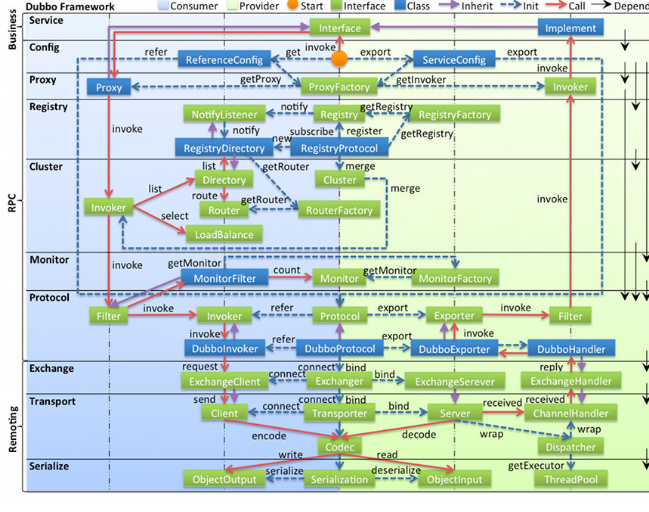 Dubbo Framework Consumer Provider Start Interface Class Inherit Init Call Depend
Business
Service
Interface
Implement
Config
invoke
refer
get
export
export
ReferenceConfig
ServiceConfig
Proxy
Proxy
getProxy
ProxyFactory
getInvoker
invoke
Invoker
Registry
NotifyListener
notify
Registry
getRegistry
RegistryFactory
invoke
notify
subscribe
register
getRegistry
RegistryDirectory
new
RegistryProtocol
RPC
Cluster
list
getRouter
merge
Directory
Cluster
merge
list
route
getRouter
Invoker
Router
RouterFactory
invoke
select
LoadBalance
Monitor
invoke
getMonitor
MonitorFilter
count
Monitor
getMonitor
MonitorFactory
Protocol
Filter
invoke
Invoker
refer
Protocol
export
Exporter
invoke
Filter
invoke
refer
export
invoke
DubboInvoker
DubboProtocol
DubboExporter
DubboHandler
Remoting
Exchange
request
connect
bind
reply
ExchangeClient
connect
Exchanger
bind
ExchangeSerever
ExchangeHandler
Transport
send
connect
bind
received
received
Client
connect
Transporter
bind
Server
ChannelHandler
encode
decode
wrap
wrap
Codec
Dispatcher
Serialize
write
read
getExecutor
ObjectOutput
serialize
Serialization
deserialize
ObjectInput
ThreadPool